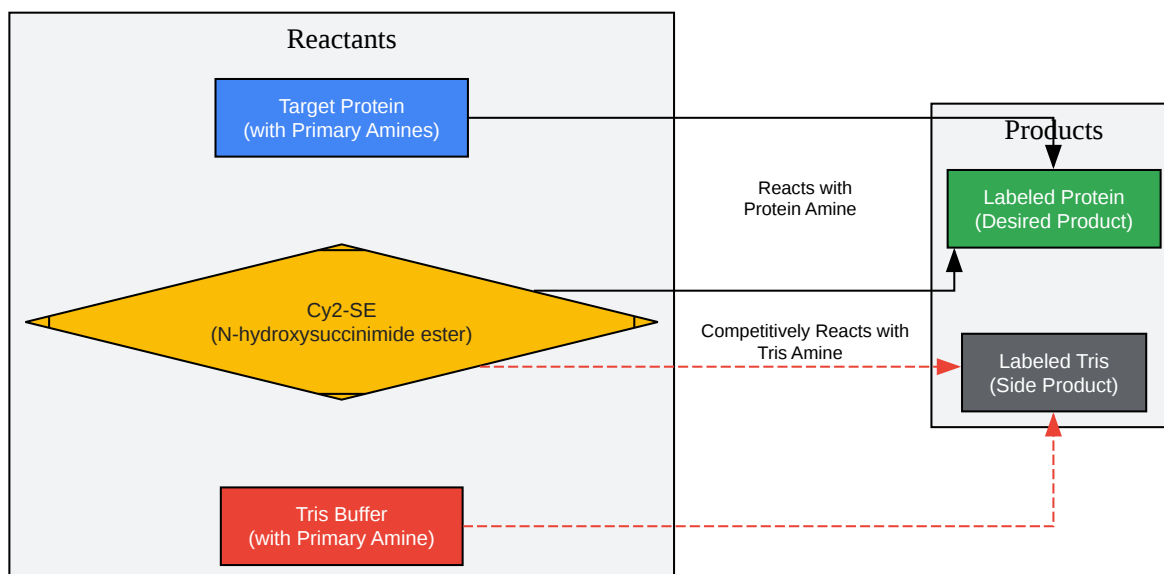 Reactants
Target Protein
(with Primary Amines)
Products
Reacts with
Protein Amine
Labeled Protein
(Desired Product)
Cy2-SE
(N-hydroxysuccinimide ester)
Competitively Reacts with
Tris Amine
Labeled Tris
(Side Product)
Tris Buffer
(with Primary Amine)